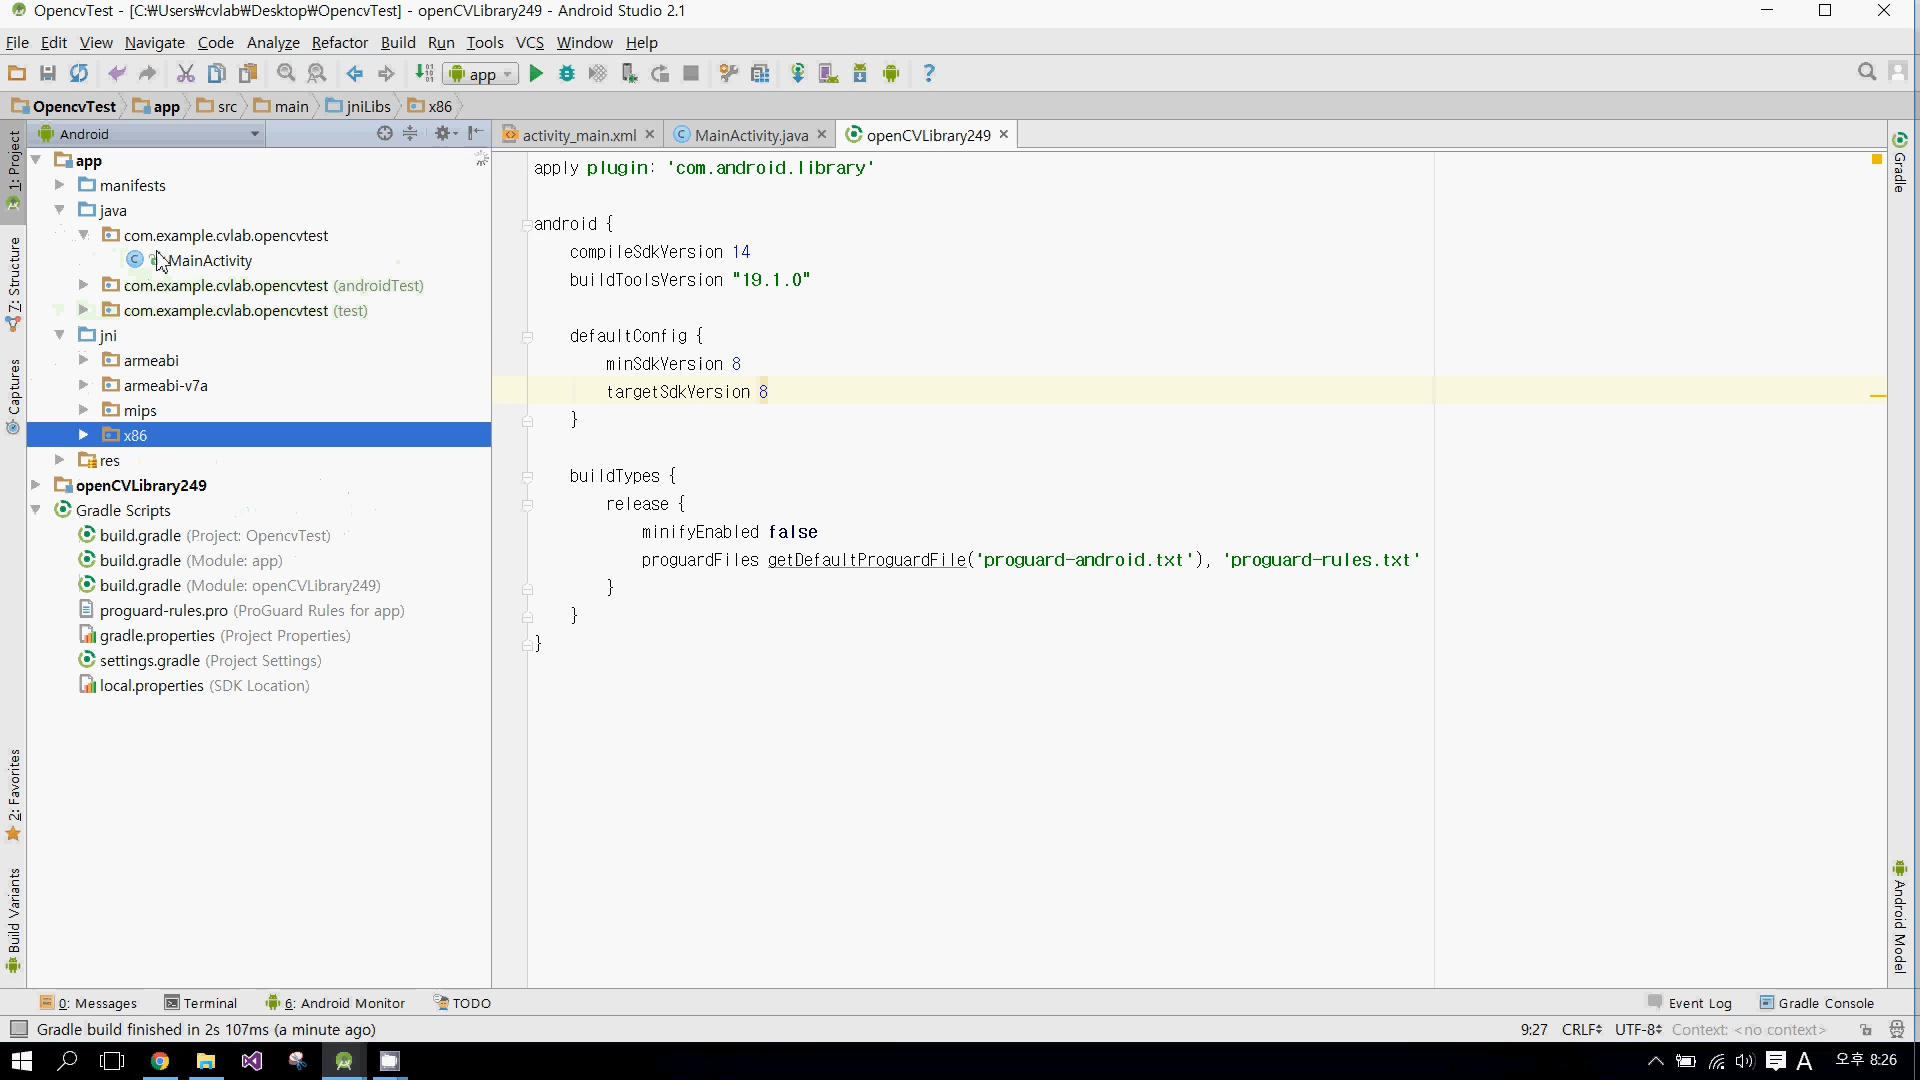 OpencvTest - [C:₩Users₩cvlab₩Desktop₩OpencvTest] - openCVLibrary249 - Android Studio 2.1
File Edit View Navigate Code Analyze Refactor Build Run Tools VCS Window Help
app
OpencvTest app src main jniLibs x86
1: Project
Z: Structure
Captures
2: Favorites
Build Variants
Android
app
manifests
java
com.example.cvlab.opencvtest
MainActivity
com.example.cvlab.opencvtest (androidTest)
com.example.cvlab.opencvtest (test)
jni
armeabi
armeabi-v7a
mips
x86
res
openCVLibrary249
Gradle Scripts
build.gradle (Project: OpencvTest)
build.gradle (Module: app)
build.gradle (Module: openCVLibrary249)
proguard-rules.pro (ProGuard Rules for app)
gradle.properties (Project Properties)
settings.gradle (Project Settings)
local.properties (SDK Location)
activity_main.xml MainActivity.java openCVLibrary249
apply plugin: 'com.android.library'
android {
compileSdkVersion 14
buildToolsVersion "19.1.0"
defaultConfig {
minSdkVersion 8
targetSdkVersion 8
}
buildTypes {
release {
minifyEnabled false
proguardFiles getDefaultProguardFile('proguard-android.txt'), 'proguard-rules.txt'
}
}
}
Gradle
Android Model
0: Messages Terminal 6: Android Monitor TODO Event Log Gradle Console
Gradle build finished in 2s 107ms (a minute ago) 9:27 CRLF UTF-8 Context: <no context>
A 오후 8:26